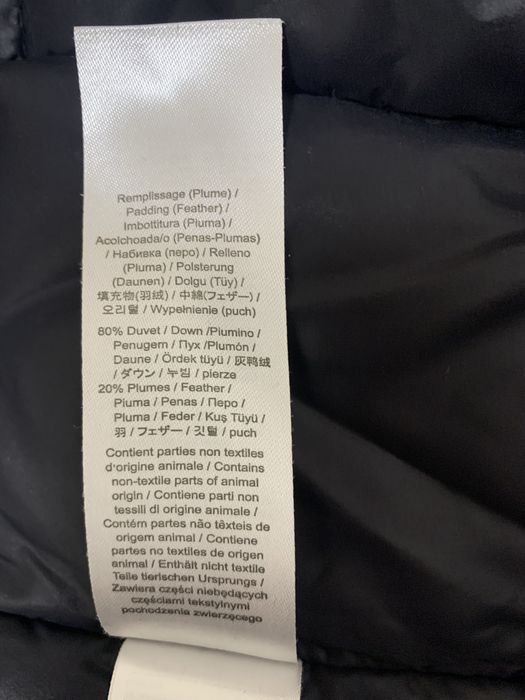 Remplissage (Plume) /
Padding (Feather) /
Imbottitura (Piuma) /
Acolchoada/o (Penas-Plumas)
/ Набивка (перо) / Relleno
(Pluma) / Polsterung
(Daunen) / Dolgu (Tüy) /
填充物(羽绒) / 中綿(フェザー) /
오리털 / Wypełnienie (puch)
80% Duvet / Down /Piumino /
Penugem / Пух /Plumón /
Daune / Ördek tüyü / 灰鸭绒
/ ダウン / 누빔 / pierze
20% Plumes / Feather /
Piuma / Penas / Перо /
Pluma / Feder / Kuş Tüyü /
羽 / フェザー / 깃털 / puch
Contient parties non textiles
d'origine animale / Contains
non-textile parts of animal
origin / Contiene parti non
tessili di origine animale /
Contém partes não têxteis de
origem animal / Contiene
partes no textiles de origen
animal / Enthält nicht textile
Teile tierischen Ursprungs /
Zawiera części niebędących
częściami tekstylnymi
pochodzenia zwierzęcego